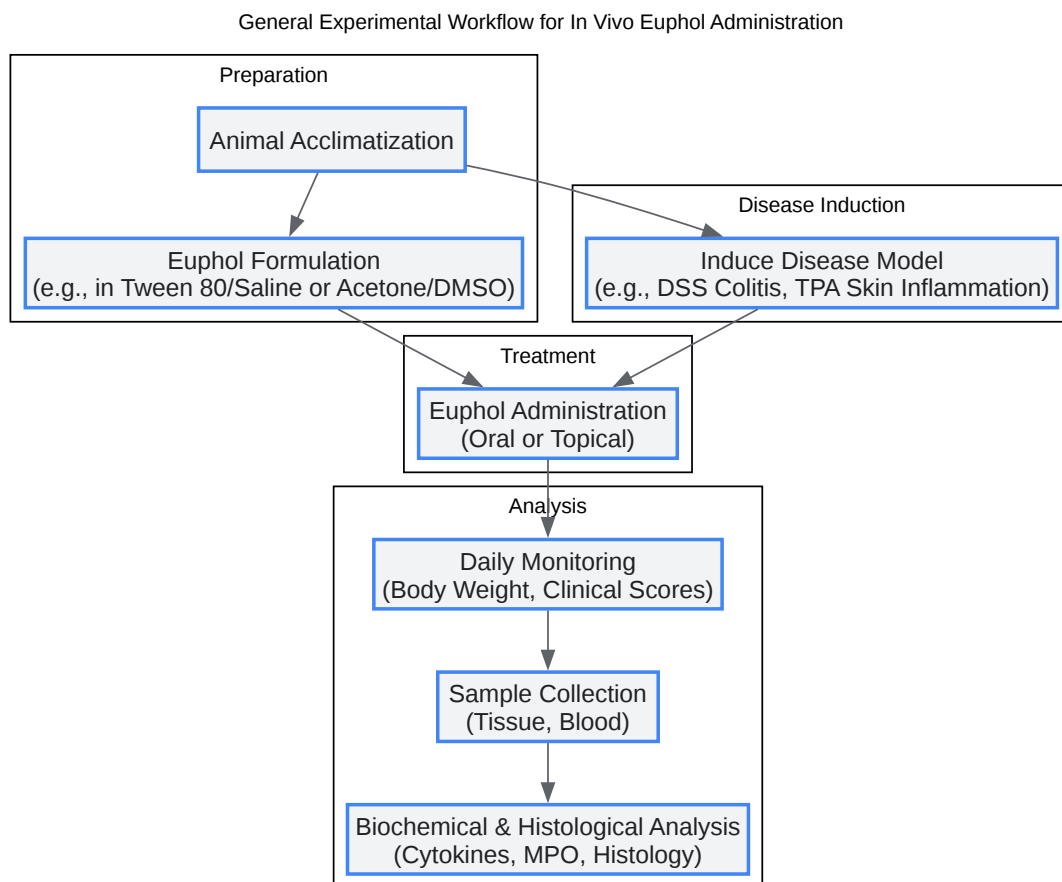 General Experimental Workflow for In Vivo Euphol Administration
Preparation
Animal Acclimatization
Disease Induction
Euphol Formulation
(e.g., in Tween 80/Saline or Acetone/DMSO)
Induce Disease Model
(e.g., DSS Colitis, TPA Skin Inflammation)
Treatment
Euphol Administration
(Oral or Topical)
Analysis
Daily Monitoring
(Body Weight, Clinical Scores)
Sample Collection
(Tissue, Blood)
Biochemical & Histological Analysis
(Cytokines, MPO, Histology)